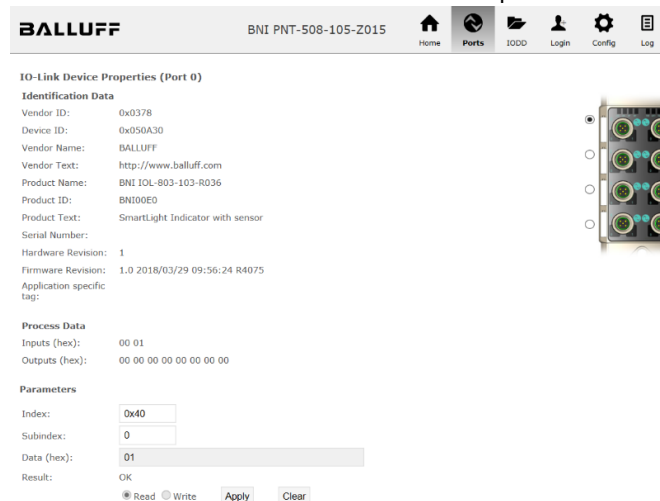 BALLUFF
BNI PNT-508-105-Z015
Home Ports IODD Login Config Log
IO-Link Device Properties (Port 0)
Identification Data
Vendor ID: 0x0378
Device ID: 0x050A30
Vendor Name: BALLUFF
Vendor Text: http://www.balluff.com
Product Name: BNI IOL-803-103-R036
Product ID: BNI00E0
Product Text: SmartLight Indicator with sensor
Serial Number:
Hardware Revision: 1
Firmware Revision: 1.0 2018/03/29 09:56:24 R4075
Application specific
tag:
Process Data
Inputs (hex): 00 01
Outputs (hex): 00 00 00 00 00 00 00 00
Parameters
Index: 0x40
Subindex: 0
Data (hex): 01
Result: OK
Read Write Apply Clear